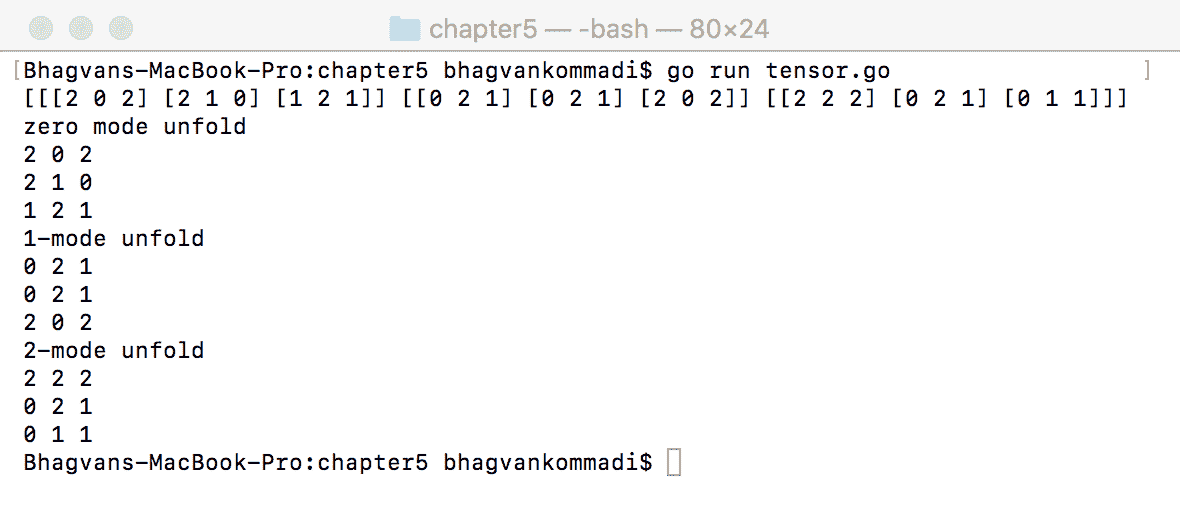 chapter5 — -bash — 80×24
[Bhagvans-MacBook-Pro:chapter5 bhagvankommadi$ go run tensor.go ]
[[[2 0 2] [2 1 0] [1 2 1]] [[0 2 1] [0 2 1] [2 0 2]] [[2 2 2] [0 2 1] [0 1 1]]]
zero mode unfold
2 0 2
2 1 0
1 2 1
1-mode unfold
0 2 1
0 2 1
2 0 2
2-mode unfold
2 2 2
0 2 1
0 1 1
Bhagvans-MacBook-Pro:chapter5 bhagvankommadi$